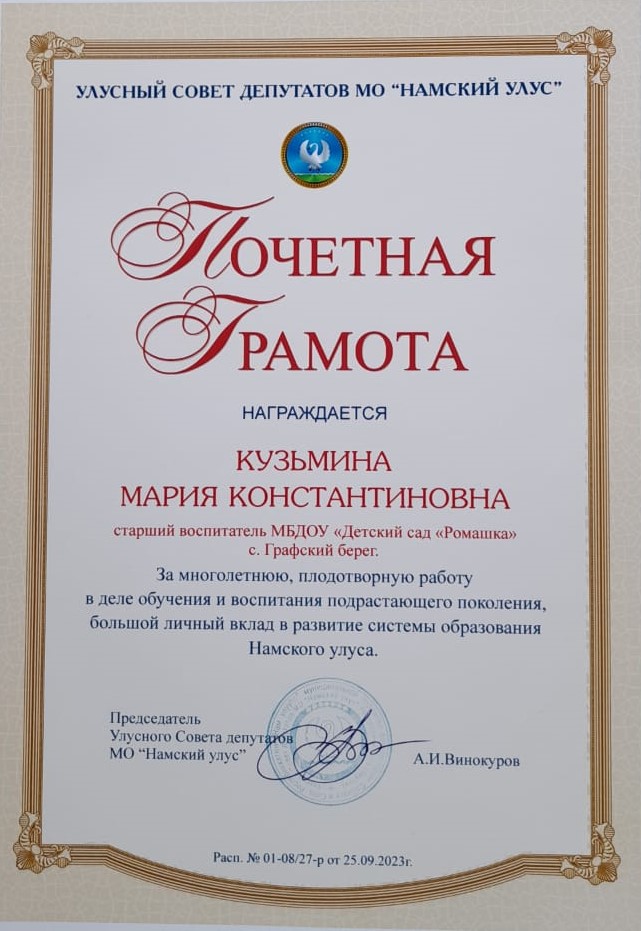 УЛУСНЫЙ СОВЕТ ДЕПУТАТОВ МО “НАМСКИЙ УЛУС”
ПОЧЕТНАЯ
ГРАМОТА
НАГРАЖДАЕТСЯ
КУЗЬМИНА
МАРИЯ КОНСТАНТИНОВНА
старший воспитатель МБДОУ «Детский сад «Ромашка»
с. Графский берег.
За многолетнюю, плодотворную работу
в деле обучения и воспитания подрастающего поколения,
большой личный вклад в развитие системы образования
Намского улуса.
Председатель
Улусного Совета депутатов
МО “Намский улус”
А.И.Винокуров
Расп. № 01-08/27-р от 25.09.2023г.